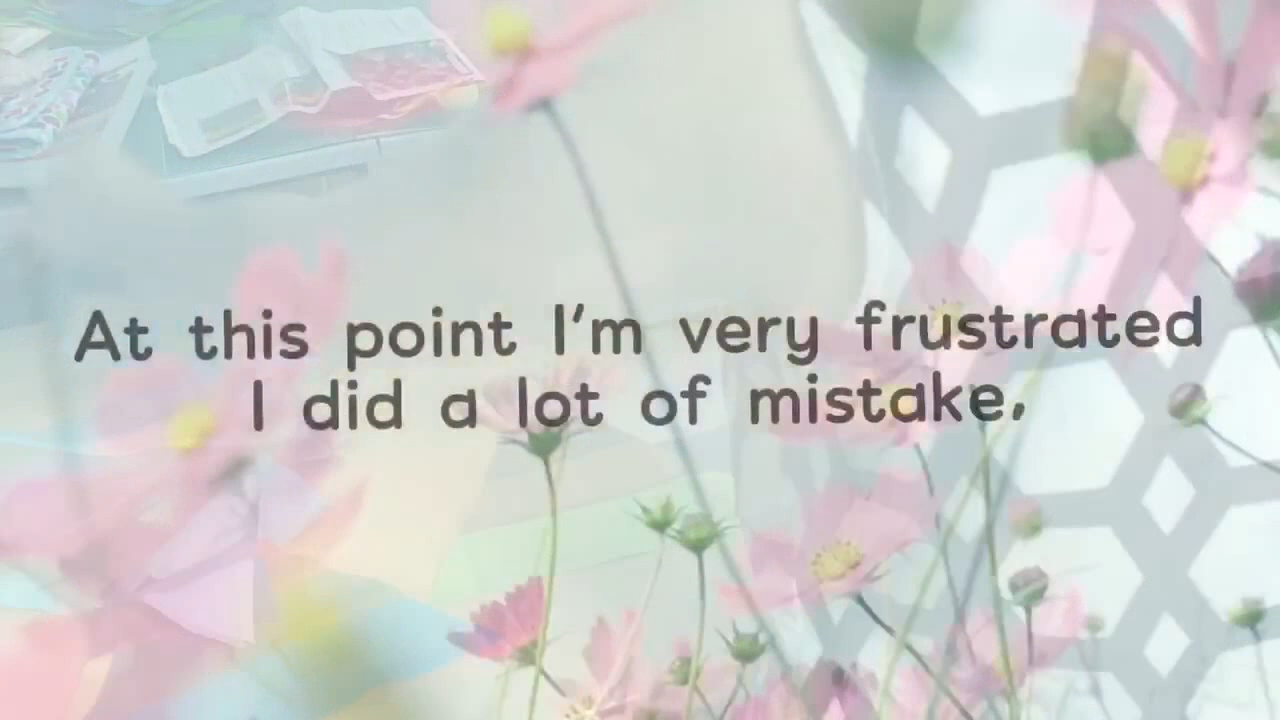 At this point I'm very frustrated
I did a lot of mistake.